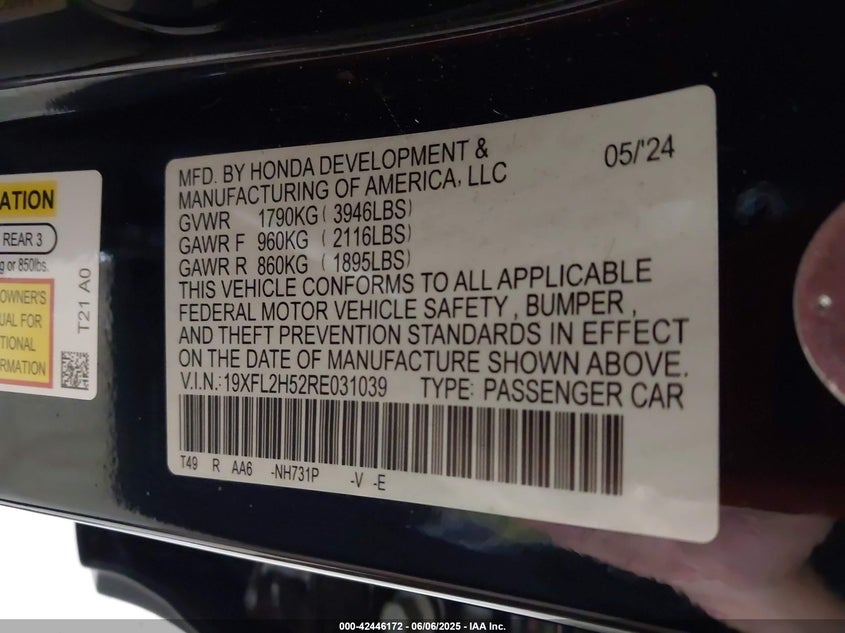 ATION
REAR 3
g or 850lbs.
OWNER'S
UAL FOR
TIONAL
RMATION
T21 A0
MFD. BY HONDA DEVELOPMENT &
MANUFACTURING OF AMERICA, LLC
05/'24
GVWR 1790KG ( 3946LBS)
GAWR F 960KG ( 2116LBS)
GAWR R 860KG ( 1895LBS)
THIS VEHICLE CONFORMS TO ALL APPLICABLE
FEDERAL MOTOR VEHICLE SAFETY , BUMPER ,
AND THEFT PREVENTION STANDARDS IN EFFECT
ON THE DATE OF MANUFACTURE SHOWN ABOVE.
V.I.N.:19XFL2H52RE031039 TYPE: PASSENGER CAR
T49 R AA6 -NH731P -V -E
000-42446172 - 06/06/2025 - IAA Inc.